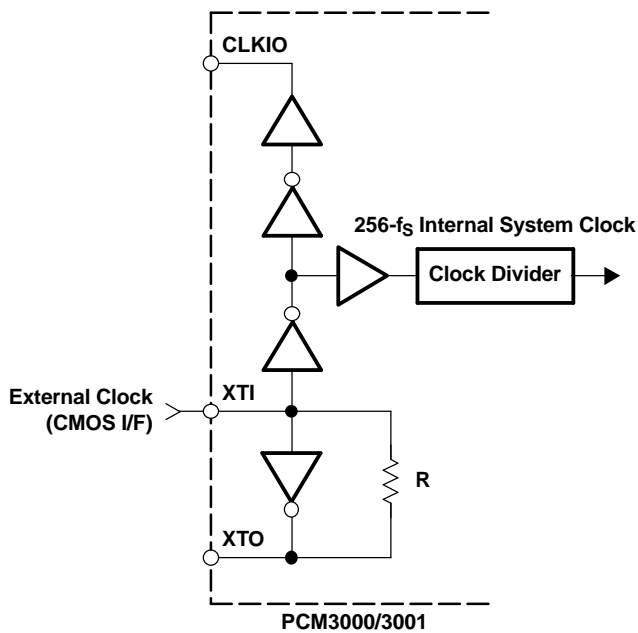 CLKIO
256-fS Internal System Clock
Clock Divider
External Clock
(CMOS I/F)
XTI
R
XTO
PCM3000/3001